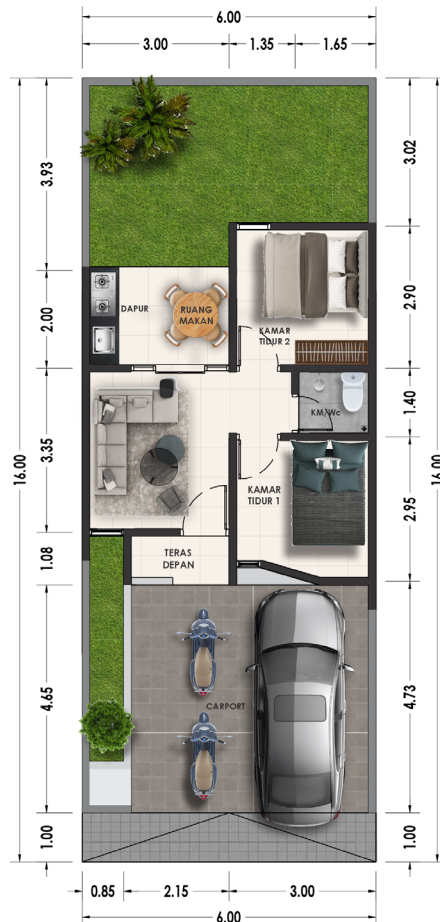 6.00
3.00
1.35
1.65
3.93
3.02
DAPUR
RUANG
MAKAN
KAMAR
TIDUR 2
2.00
2.90
KM/Wc
1.40
3.35
16.00
16.00
KAMAR
TIDUR 1
2.95
TERAS
DEPAN
1.08
CARPORT
4.65
4.73
1.00
1.00
0.85
2.15
3.00
6.00